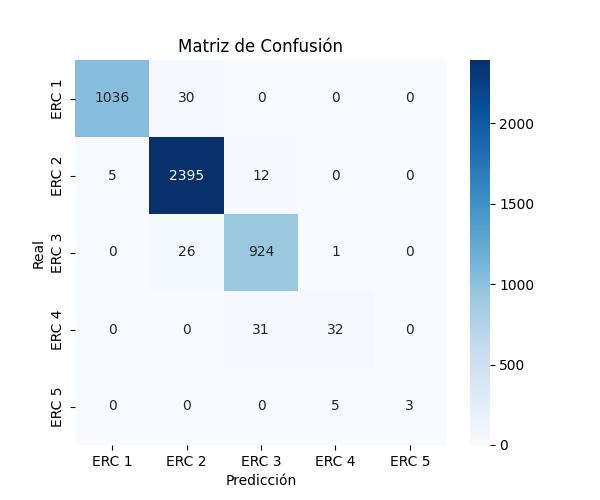 Matriz de Confusión
ERC 1 1036 30 0 0 0
ERC 2 5 2395 12 0 0
ERC 3 0 26 924 1 0
ERC 4 0 0 31 32 0
ERC 5 0 0 0 5 3
ERC 1 ERC 2 ERC 3 ERC 4 ERC 5
Predicción
Real
2000
1500
1000
500
0